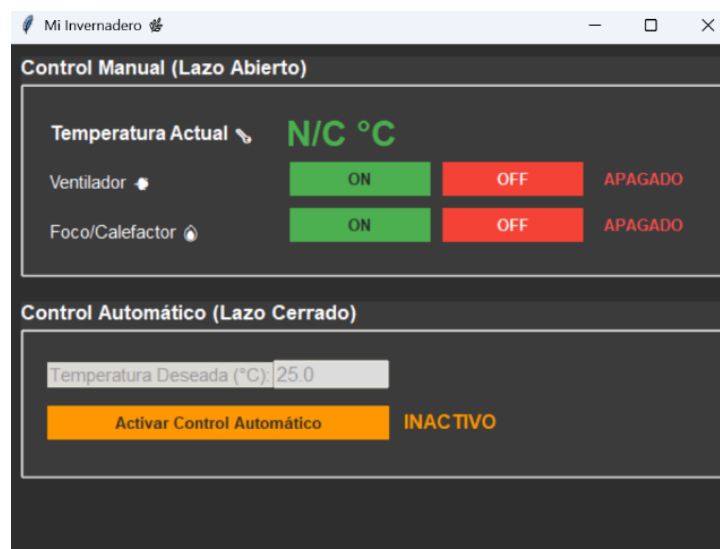 Mi Invernadero
Control Manual (Lazo Abierto)
Temperatura Actual N/C °C
Ventilador ON OFF APAGADO
Foco/Calefactor ON OFF APAGADO
Control Automático (Lazo Cerrado)
Temperatura Deseada (°C): 25.0
Activar Control Automático INACTIVO